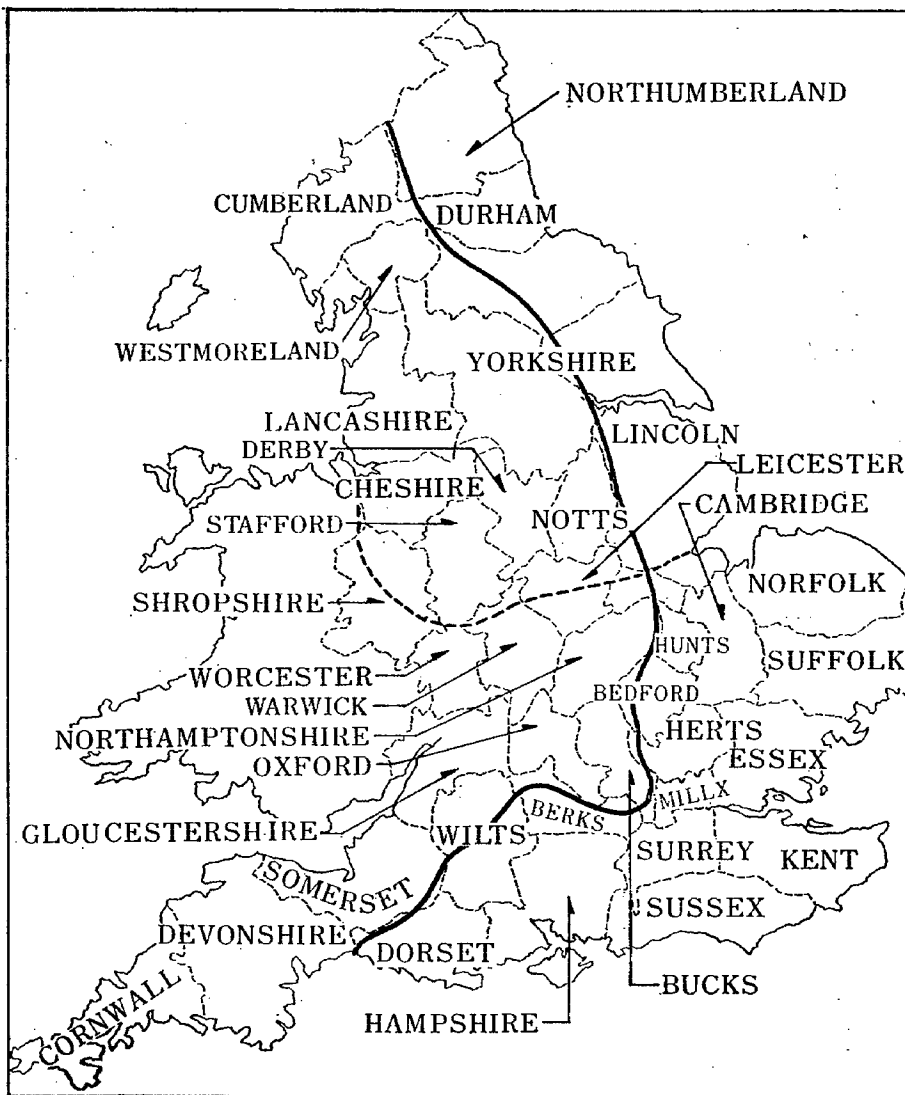 NORTHUMBERLAND
CUMBERLAND
DURHAM
WESTMORELAND
YORKSHIRE
LANCASHIRE
LINCOLN
DERBY
LEICESTER
CHESHIRE
CAMBRIDGE
STAFFORD
NOTTS
NORFOLK
SHROPSHIRE
HUNTS
SUFFOLK
WORCESTER
BEDFORD
WARWICK
NORTHAMPTONSHIRE
HERTS
OXFORD
ESSEX
MILLX
BERKS
GLOUCESTERSHIRE
WILTS
SURREY
KENT
SOMERSET
SUSSEX
DEVONSHIRE
DORSET
BUCKS
CORNWALL
HAMPSHIRE